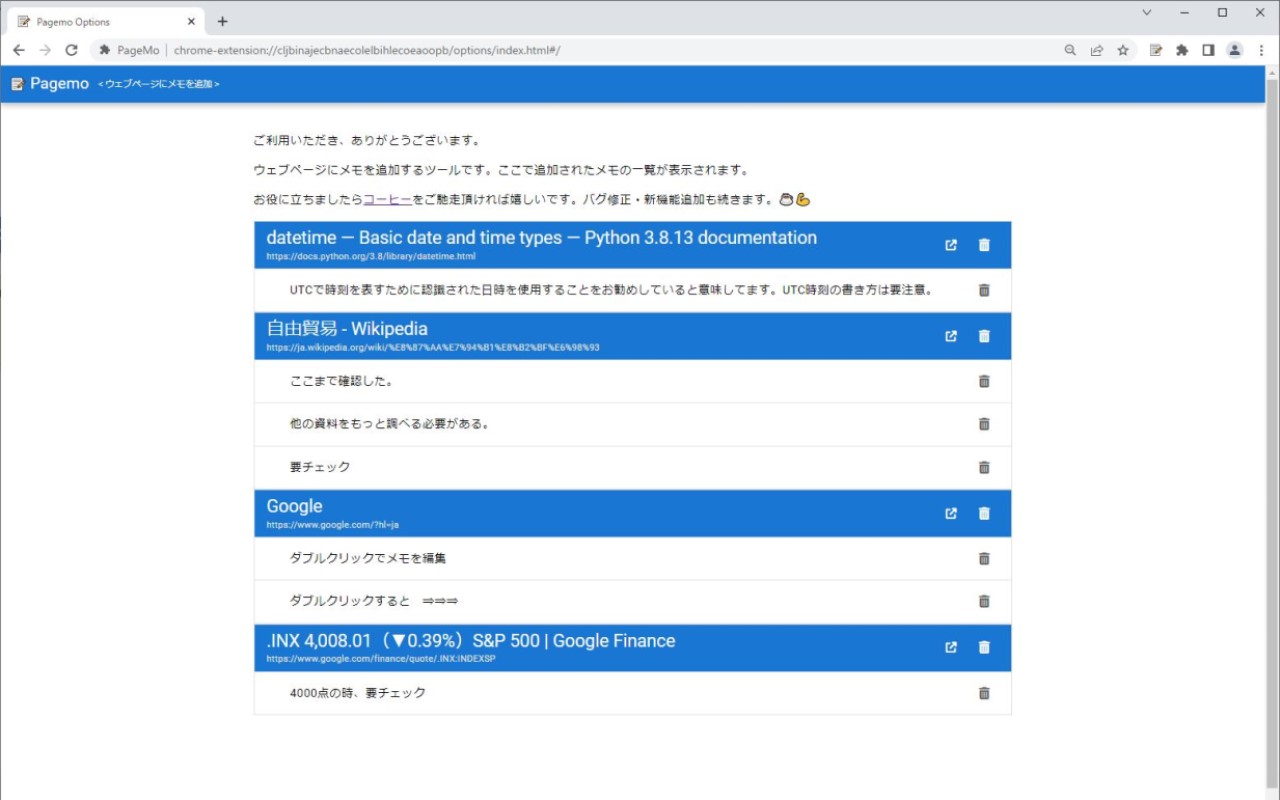 Pagemo Options
PageMo | chrome-extension://cljbinajecbnaecolelbihlecoeaoopb/options/index.html#/
Pagemo <ウェブページにメモを追加>
ご利用いただき、ありがとうございます。
ウェブページにメモを追加するツールです。ここで追加されたメモの一覧が表示されます。
お役に立ちましたらコーヒーをご馳走頂ければ嬉しいです。バグ修正・新機能追加も続きます。☕💪
datetime — Basic date and time types — Python 3.8.13 documentation
https://docs.python.org/3.8/library/datetime.html
UTCで時刻を表すために認識された日時を使用することをお勧めしていると意味してます。UTC時刻の書き方は要注意。
自由貿易 - Wikipedia
https://ja.wikipedia.org/wiki/%E8%87%AA%E7%94%B1%E8%B2%BF%E6%98%93
ここまで確認した。
他の資料をもっと調べる必要がある。
要チェック
Google
https://www.google.com/?hl=ja
ダブルクリックでメモを編集
ダブルクリックすると ⇒⇒⇒
.INX 4,008.01（▼0.39%）S&P 500 | Google Finance
https://www.google.com/finance/quote/.INX:INDEXSP
4000点の時、要チェック